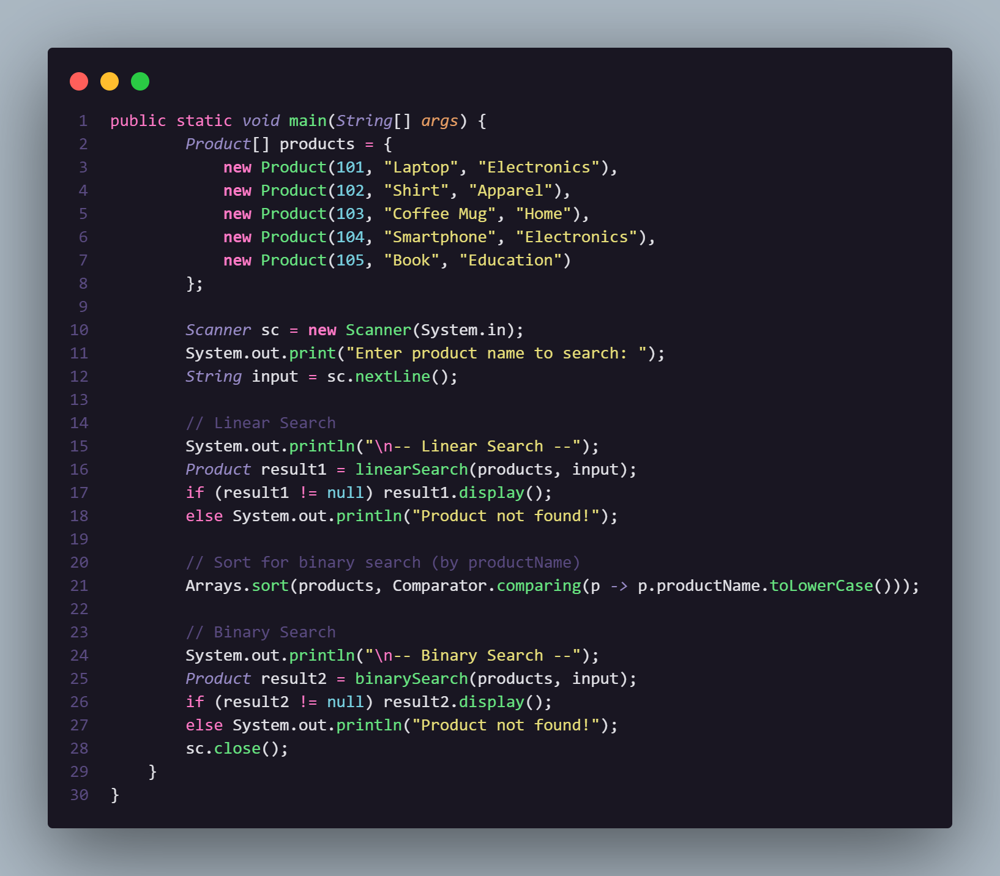 1 public static void main(String[] args) {
2         Product[] products = {
3             new Product(101, "Laptop", "Electronics"),
4             new Product(102, "Shirt", "Apparel"),
5             new Product(103, "Coffee Mug", "Home"),
6             new Product(104, "Smartphone", "Electronics"),
7             new Product(105, "Book", "Education")
8         };
9
10         Scanner sc = new Scanner(System.in);
11         System.out.print("Enter product name to search: ");
12         String input = sc.nextLine();
13
14         // Linear Search
15         System.out.println("\n-- Linear Search --");
16         Product result1 = linearSearch(products, input);
17         if (result1 != null) result1.display();
18         else System.out.println("Product not found!");
19
20         // Sort for binary search (by productName)
21         Arrays.sort(products, Comparator.comparing(p -> p.productName.toLowerCase()));
22
23         // Binary Search
24         System.out.println("\n-- Binary Search --");
25         Product result2 = binarySearch(products, input);
26         if (result2 != null) result2.display();
27         else System.out.println("Product not found!");
28         sc.close();
29     }
30 }